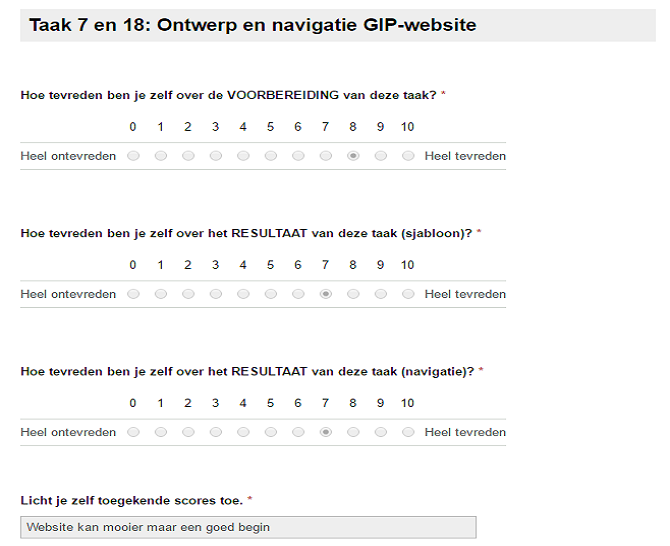 Taak 7 en 18: Ontwerp en navigatie GIP-website
Hoe tevreden ben je zelf over de VOORBEREIDING van deze taak? *
0 1 2 3 4 5 6 7 8 9 10
Heel ontevreden Heel tevreden
Hoe tevreden ben je zelf over het RESULTAAT van deze taak (sjabloon)? *
0 1 2 3 4 5 6 7 8 9 10
Heel ontevreden Heel tevreden
Hoe tevreden ben je zelf over het RESULTAAT van deze taak (navigatie)? *
0 1 2 3 4 5 6 7 8 9 10
Heel ontevreden Heel tevreden
Licht je zelf toegekende scores toe. *
Website kan mooier maar een goed begin